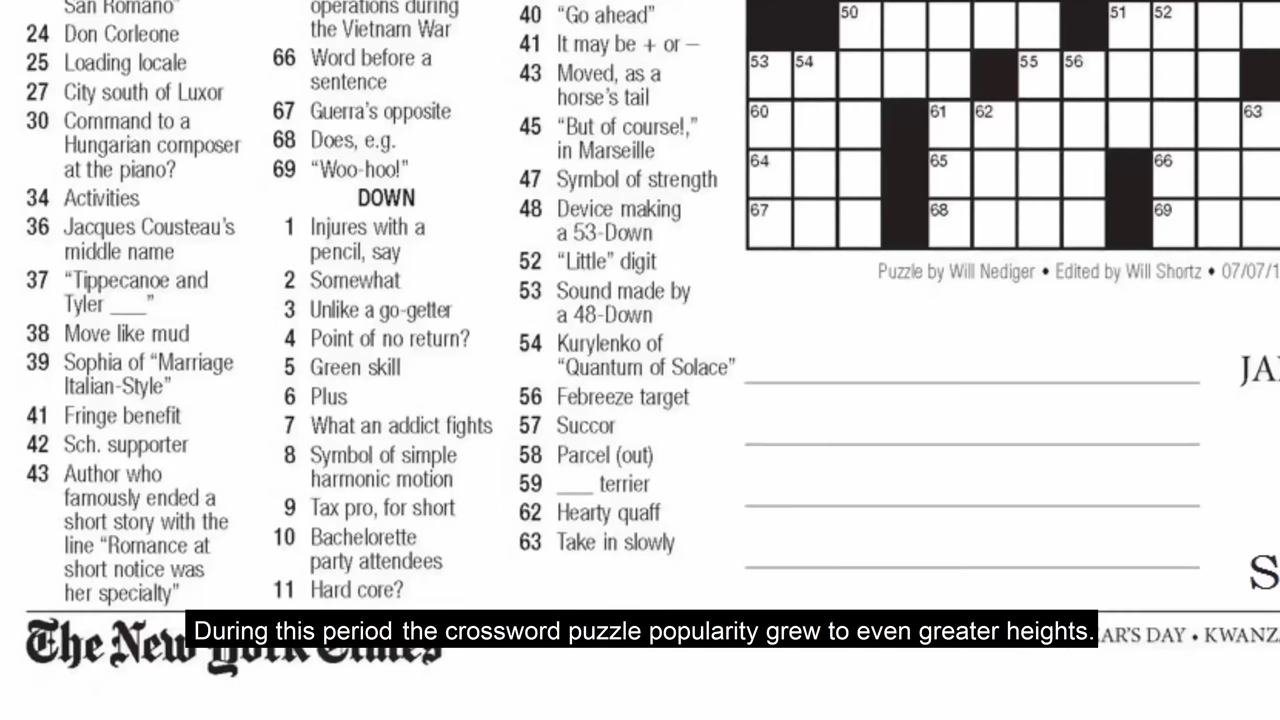 San Romano"
24 Don Corleone
25 Loading locale
27 City south of Luxor
30 Command to a
Hungarian composer
at the piano?
34 Activities
36 Jacques Cousteau's
middle name
37 "Tippecanoe and
Tyler ___"
38 Move like mud
39 Sophia of "Marriage
Italian-Style"
41 Fringe benefit
42 Sch. supporter
43 Author who
famously ended a
short story with the
line "Romance at
short notice was
her specialty"
operations during
the Vietnam War
66 Word before a
sentence
67 Guerra's opposite
68 Does, e.g.
69 "Woo-hoo!"
DOWN
1 Injures with a
pencil, say
2 Somewhat
3 Unlike a go-getter
4 Point of no return?
5 Green skill
6 Plus
7 What an addict fights
8 Symbol of simple
harmonic motion
9 Tax pro, for short
10 Bachelorette
party attendees
11 Hard core?
40 "Go ahead"
41 It may be + or –
43 Moved, as a
horse's tail
45 "But of course!,"
in Marseille
47 Symbol of strength
48 Device making
a 53-Down
52 "Little" digit
53 Sound made by
a 48-Down
54 Kurylenko of
"Quantum of Solace"
56 Febreeze target
57 Succor
58 Parcel (out)
59 ___ terrier
62 Hearty quaff
63 Take in slowly
50 51 52
53 54 55 56
60 61 62 63
64 65 66
67 68 69
Puzzle by Will Nediger • Edited by Will Shortz • 07/07/1
JA
S
The New York Times
AR'S DAY • KWANZ
During this period the crossword puzzle popularity grew to even greater heights.